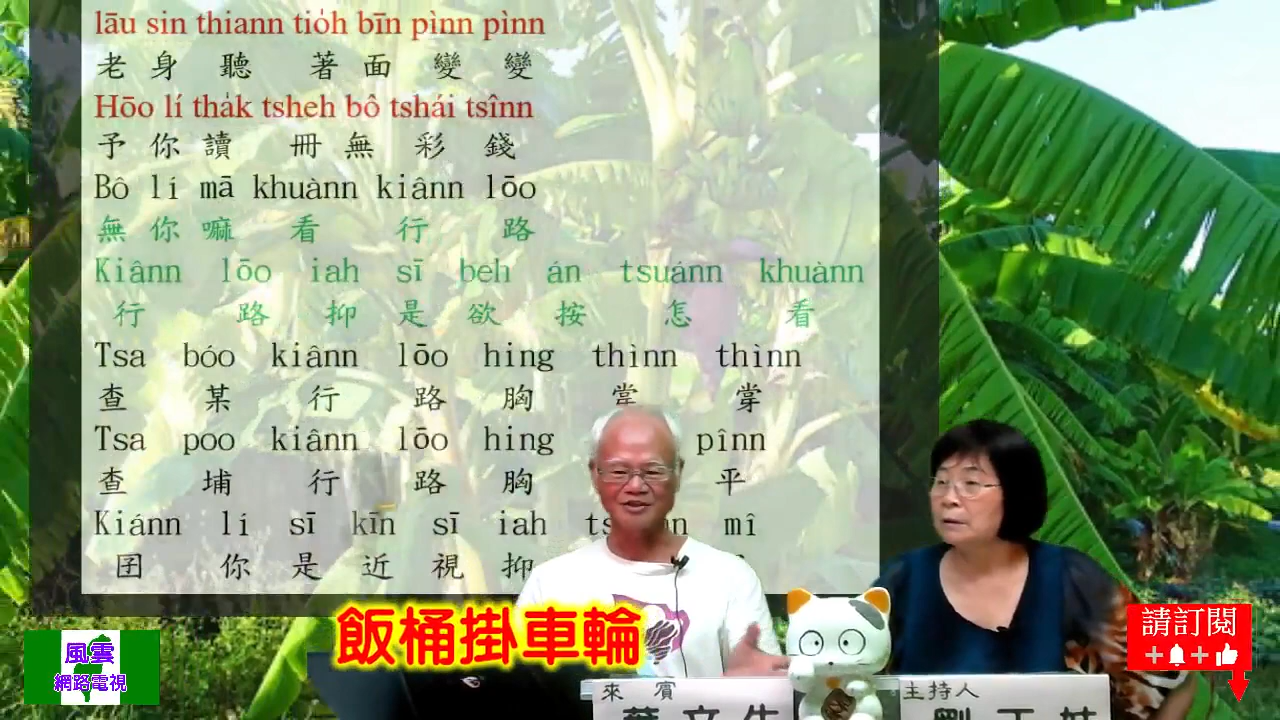 lāu sin thiann tio̍h bīn pìnn pìnn
老身聽著面變變
Hōo lí tha̍k tsheh bô tshái tsînn
予你讀冊無彩錢
Bô lí mā khuànn kiânn lōo
無你嘛看行路
Kiânn lōo iah sī beh án tsuánn khuànn
行路抑是欲按怎看
Tsa bóo kiânn lōo hing thìnn thìnn
查某行路胸掌掌
Tsa poo kiânn lōo hing pînn
查埔行路胸平
Kiánn lí sī kīn sī iah mî
囝你是近視抑
飯桶掛車輪
風雲
網路電視
請訂閱
++
來賓
主持人